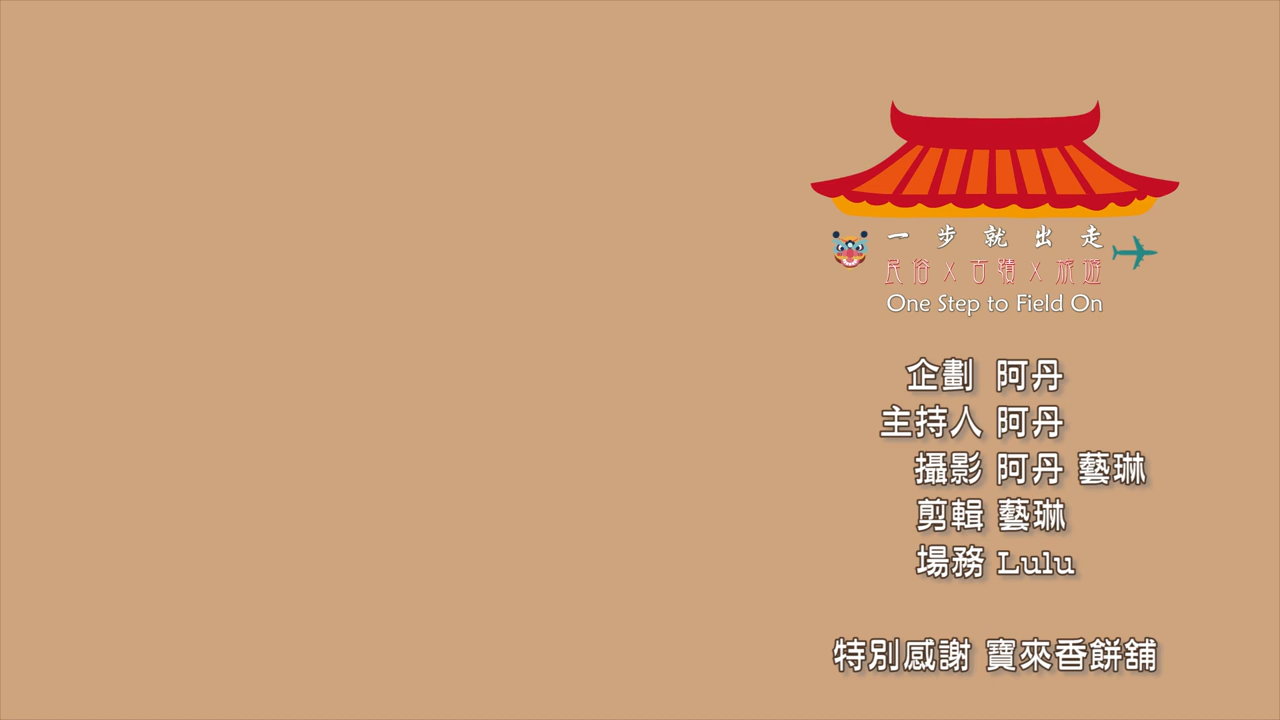 一步就出走
民俗 X 古蹟 X 旅遊
One Step to Field On
企劃 阿丹
主持人 阿丹
攝影 阿丹 藝琳
剪輯 藝琳
場務 Lulu
特別感謝 寶來香餅舖